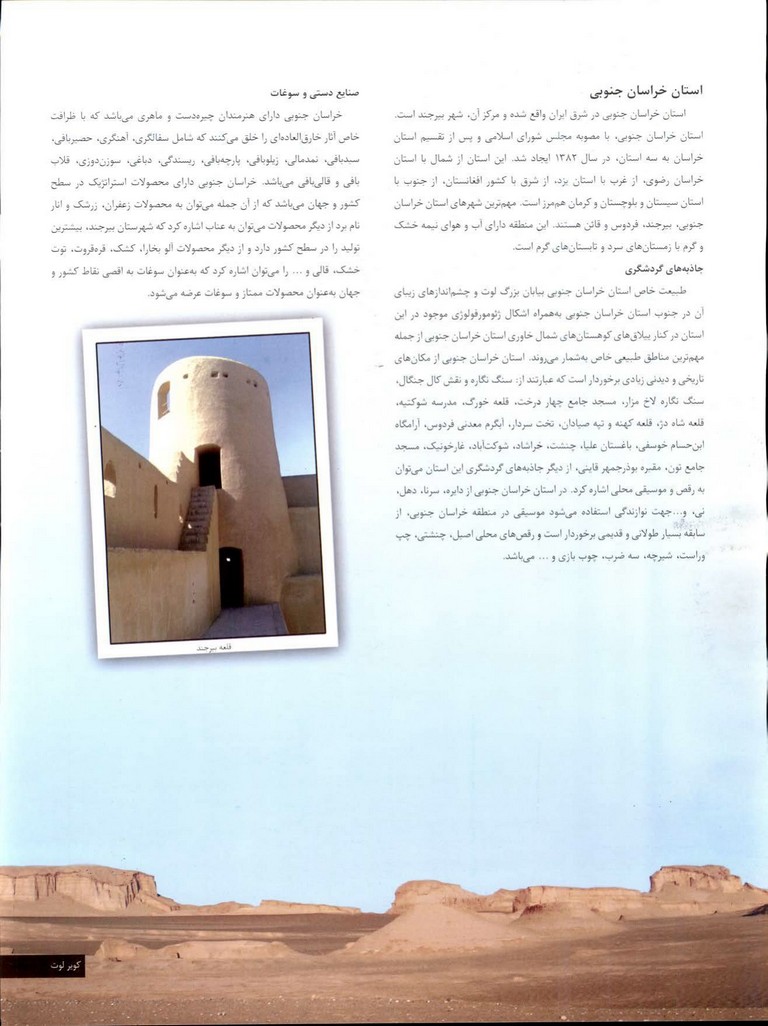 استان خراسان جنوبی
استان خراسان جنوبی در شرق ایران واقع شده و مرکز آن، شهر بیرجند است.
استان خراسان جنوبی، با مصوبه مجلس شورای اسلامی و پس از تقسیم استان
خراسان به سه استان، در سال ۱۳۸۲ ایجاد شد. این استان از شمال با استان
خراسان رضوی، از غرب با استان یزد، از شرق با کشور افغانستان، از جنوب با
استان سیستان و بلوچستان و کرمان هم‌مرز است. مهم‌ترین شهرهای استان خراسان
جنوبی، بیرجند، فردوس و قائن هستند. این منطقه دارای آب و هوای نیمه خشک
و گرم با زمستان‌های سرد و تابستان‌های گرم است.
جاذبه‌های گردشگری
طبیعت خاص استان خراسان جنوبی بیابان بزرگ لوت و چشم‌اندازهای زیبای
آن در جنوب استان خراسان جنوبی به‌همراه اشکال ژئومورفولوژی موجود در این
استان در کنار ییلاق‌های کوهستان‌های شمال خاوری استان خراسان جنوبی از جمله
مهم‌ترین مناطق طبیعی خاص به‌شمار می‌روند. استان خراسان جنوبی از مکان‌های
تاریخی و دیدنی زیادی برخوردار است که عبارتند از: سنگ نگاره و نقش کال جنگال،
سنگ نگاره لاخ مزار، مسجد جامع چهار درخت، قلعه خورگ، مدرسه شوکتیه،
قلعه شاه دژ، قلعه کهنه و تپه صیادان، تخت سردار، آبگرم معدنی فردوس، آرامگاه
ابن‌حسام خوسفی، باغستان علیا، چنشت، خراشاد، شوکت‌آباد، غارخونیک، مسجد
جامع تون، مقبره بوذرجمهر قاینی، از دیگر جاذبه‌های گردشگری این استان می‌توان
به رقص و موسیقی محلی اشاره کرد. در استان خراسان جنوبی از دایره، سرنا، دهل،
نی، و...جهت نوازندگی استفاده می‌شود موسیقی در منطقه خراسان جنوبی، از
سابقه بسیار طولانی و قدیمی برخوردار است و رقص‌های محلی اصیل، چنشتی، چپ
وراست، شیرچه، سه ضرب، چوب بازی و ... می‌باشد.
صنایع دستی و سوغات
خراسان جنوبی دارای هنرمندان چیره‌دست و ماهری می‌باشد که با ظرافت
خاص آثار خارق‌العاده‌ای را خلق می‌کنند که شامل سفالگری، آهنگری، حصیربافی،
سبدبافی، نمدمالی، زیلوبافی، پارچه‌بافی، ریسندگی، دباغی، سوزن‌دوزی، قلاب
بافی و قالی‌بافی می‌باشد. خراسان جنوبی دارای محصولات استراتژیک در سطح
کشور و جهان می‌باشد که از آن جمله می‌توان به محصولات زعفران، زرشک و انار
نام برد از دیگر محصولات می‌توان به عناب اشاره کرد که شهرستان بیرجند، بیشترین
تولید را در سطح کشور دارد و از دیگر محصولات آلو بخارا، کشک، قره‌قروت، توت
خشک، قالی و ... را می‌توان اشاره کرد که به‌عنوان سوغات به اقصی نقاط کشور و
جهان به‌عنوان محصولات ممتاز و سوغات عرضه می‌شود.
قلعه بیرجند
کویر لوت